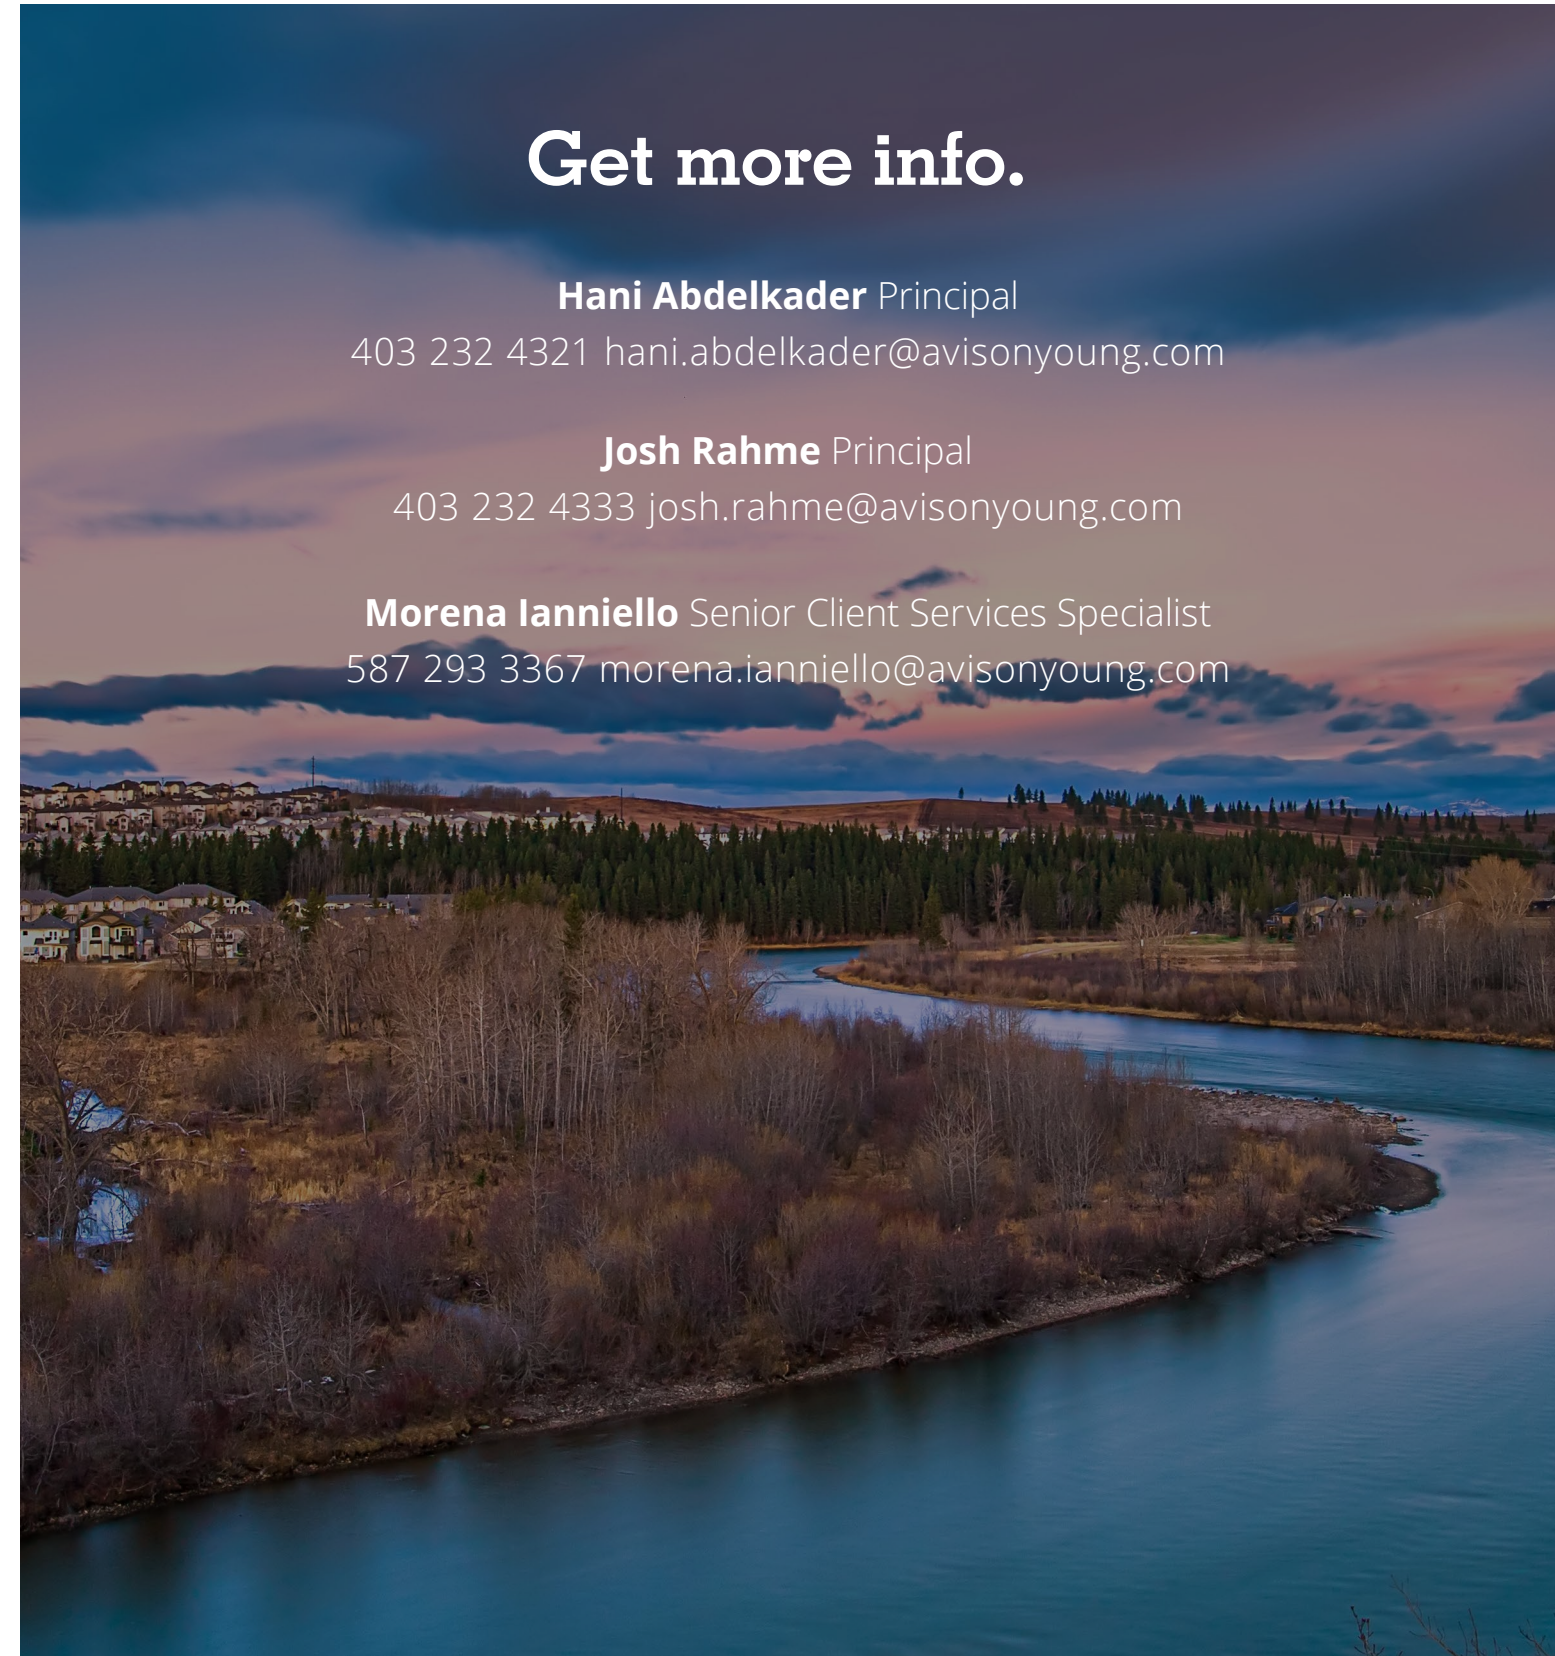 Get more info.
Hani Abdelkader Principal
403 232 4321 hani.abdelkader@avisonyoung.com
Josh Rahme Principal
403 232 4333 josh.rahme@avisonyoung.com
Morena Ianniello Senior Client Services Specialist
587 293 3367 morena.ianniello@avisonyoung.com